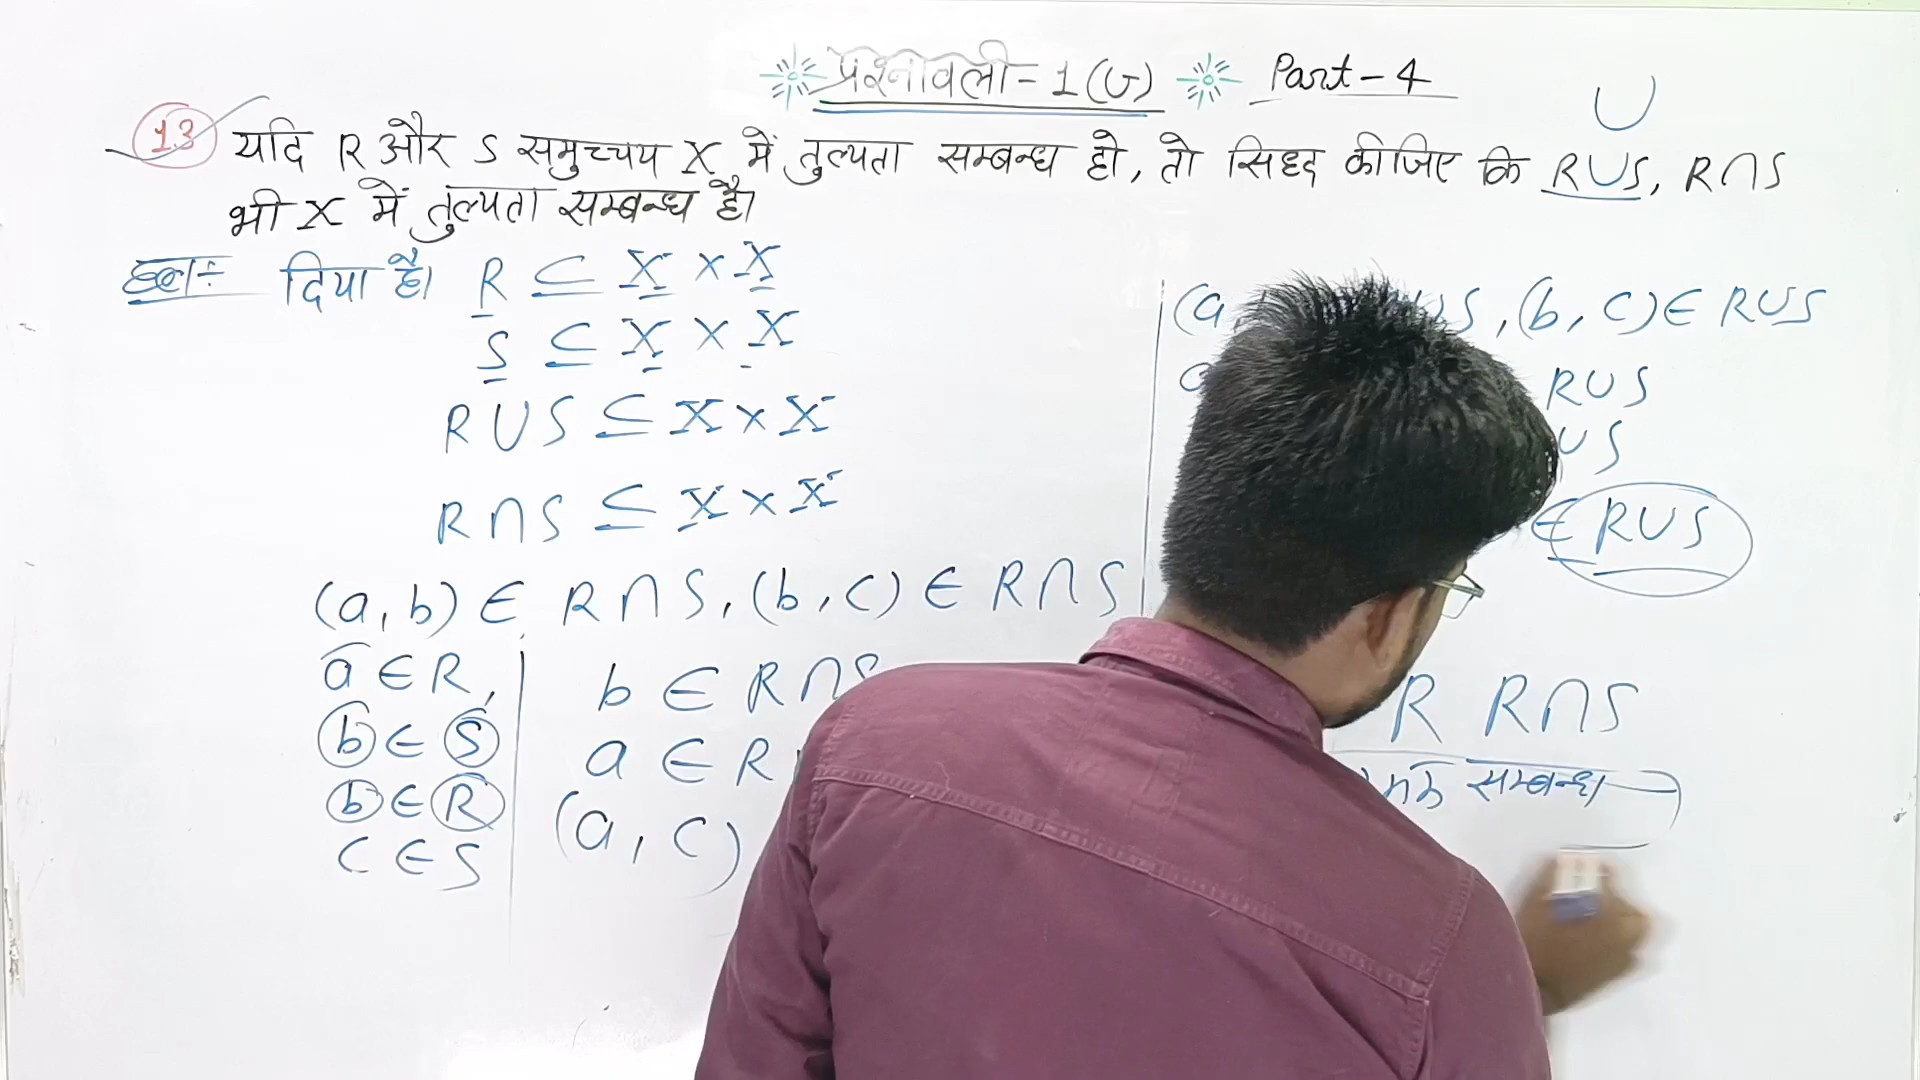 प्रश्नावली-1(J) Part-4
U
13 यदि R और S समुच्चय X में तुल्यता सम्बन्ध हो, तो सिध्द कीजिए कि RUS, R∩S
भी X में तुल्यता सम्बन्ध है।
हल:- दिया है। R ⊆ X × X
S ⊆ X × X
RUS ⊆ X × X
R∩S ⊆ X × X
(a, b) ∈ R∩S, (b, c) ∈ R∩S
a ∈ R,
b ∈ S
b ∈ R
c ∈ S
b ∈ R∩S
a ∈ R
(a, c)
(a, US, (b, c) ∈ RUS
RUS
US
∈ RUS
R R∩S
सम्बन्ध